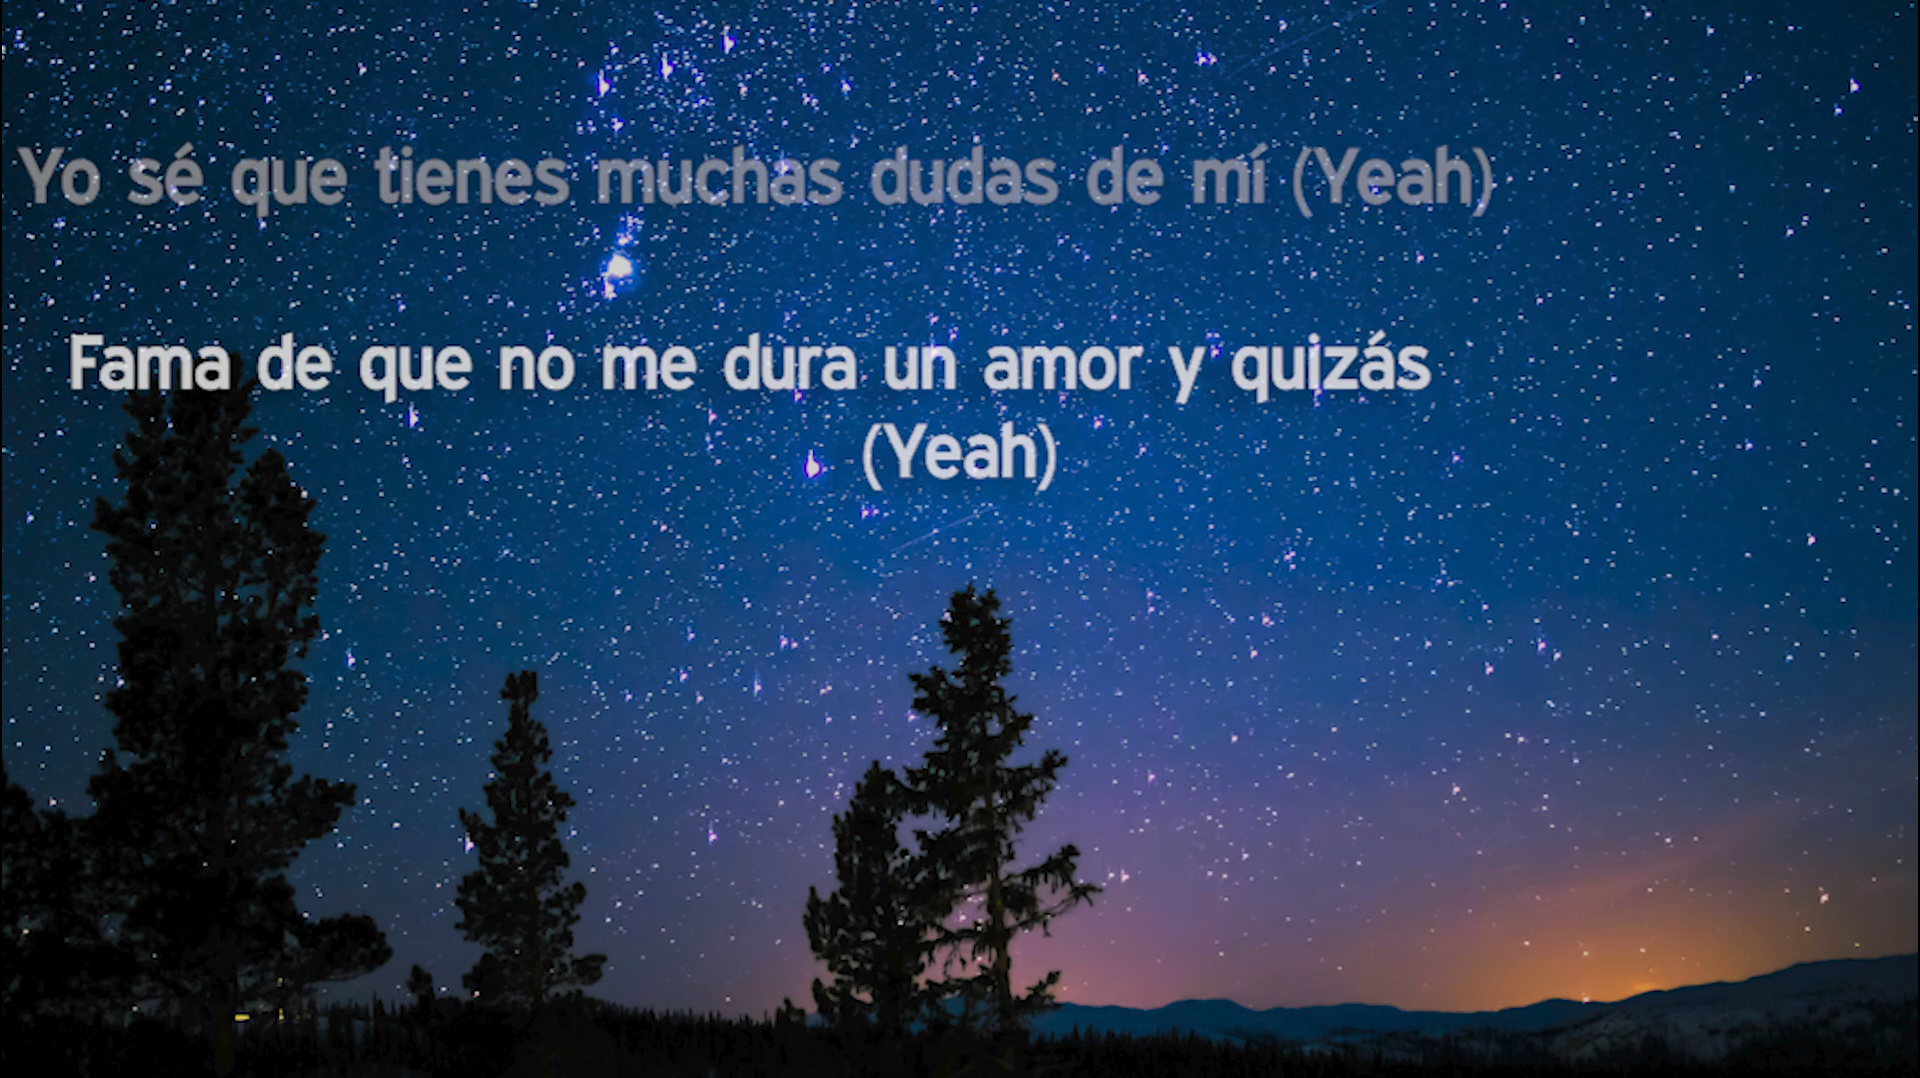 Yo sé que tienes muchas dudas de mí (Yeah)
Fama de que no me dura un amor y quizás
(Yeah)